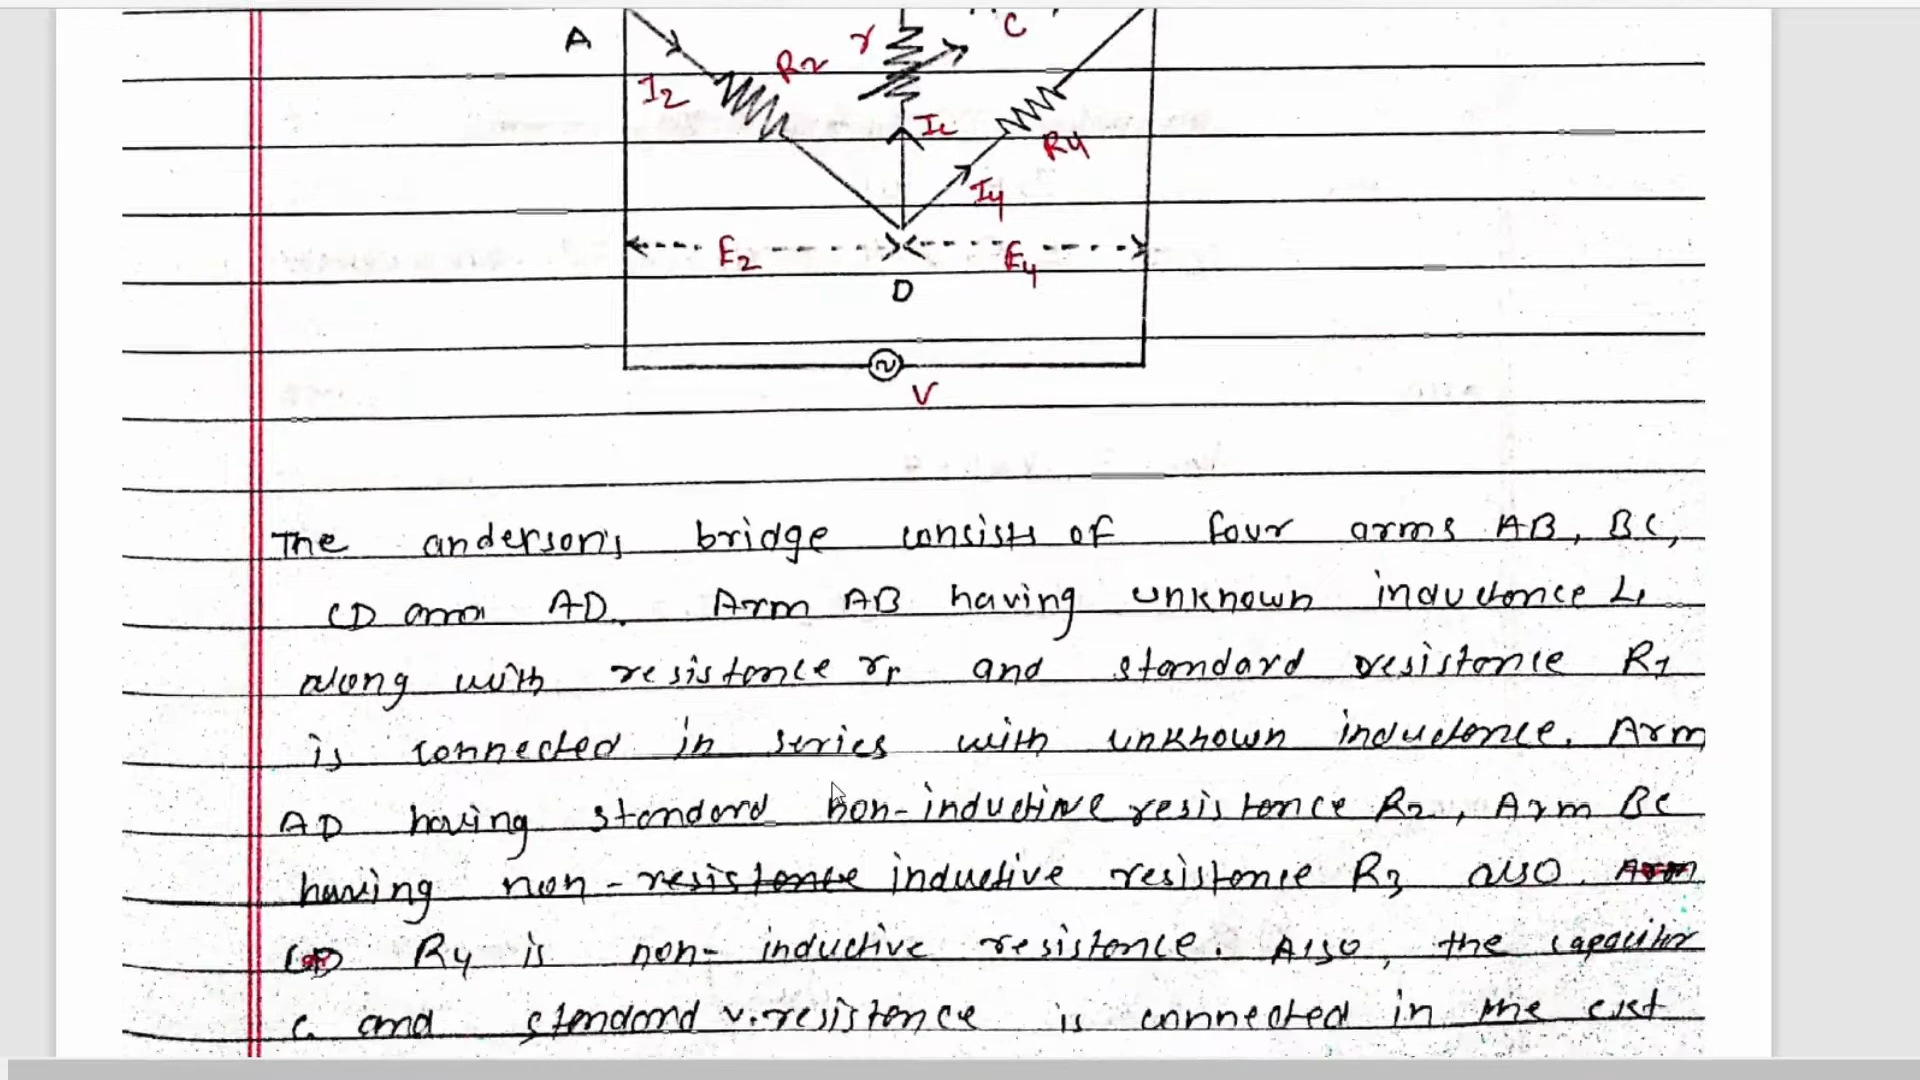 A
r
C
R2
I2
Ic
R4
I4
E2
E4
D
V
The anderson's bridge consists of four arms AB, BC,
CD and AD. Arm AB having unknown inductance L1
along with resistance r1 and standard resistance R1
is connected in series with unknown inductance. Arm
AD having standard non-inductive resistance R2, Arm BC
having non-resistance inductive resistance R3 also Arm
CD R4 is non-inductive resistance. Also, the capacitor
C and standard v.resistance is connected in the ckt